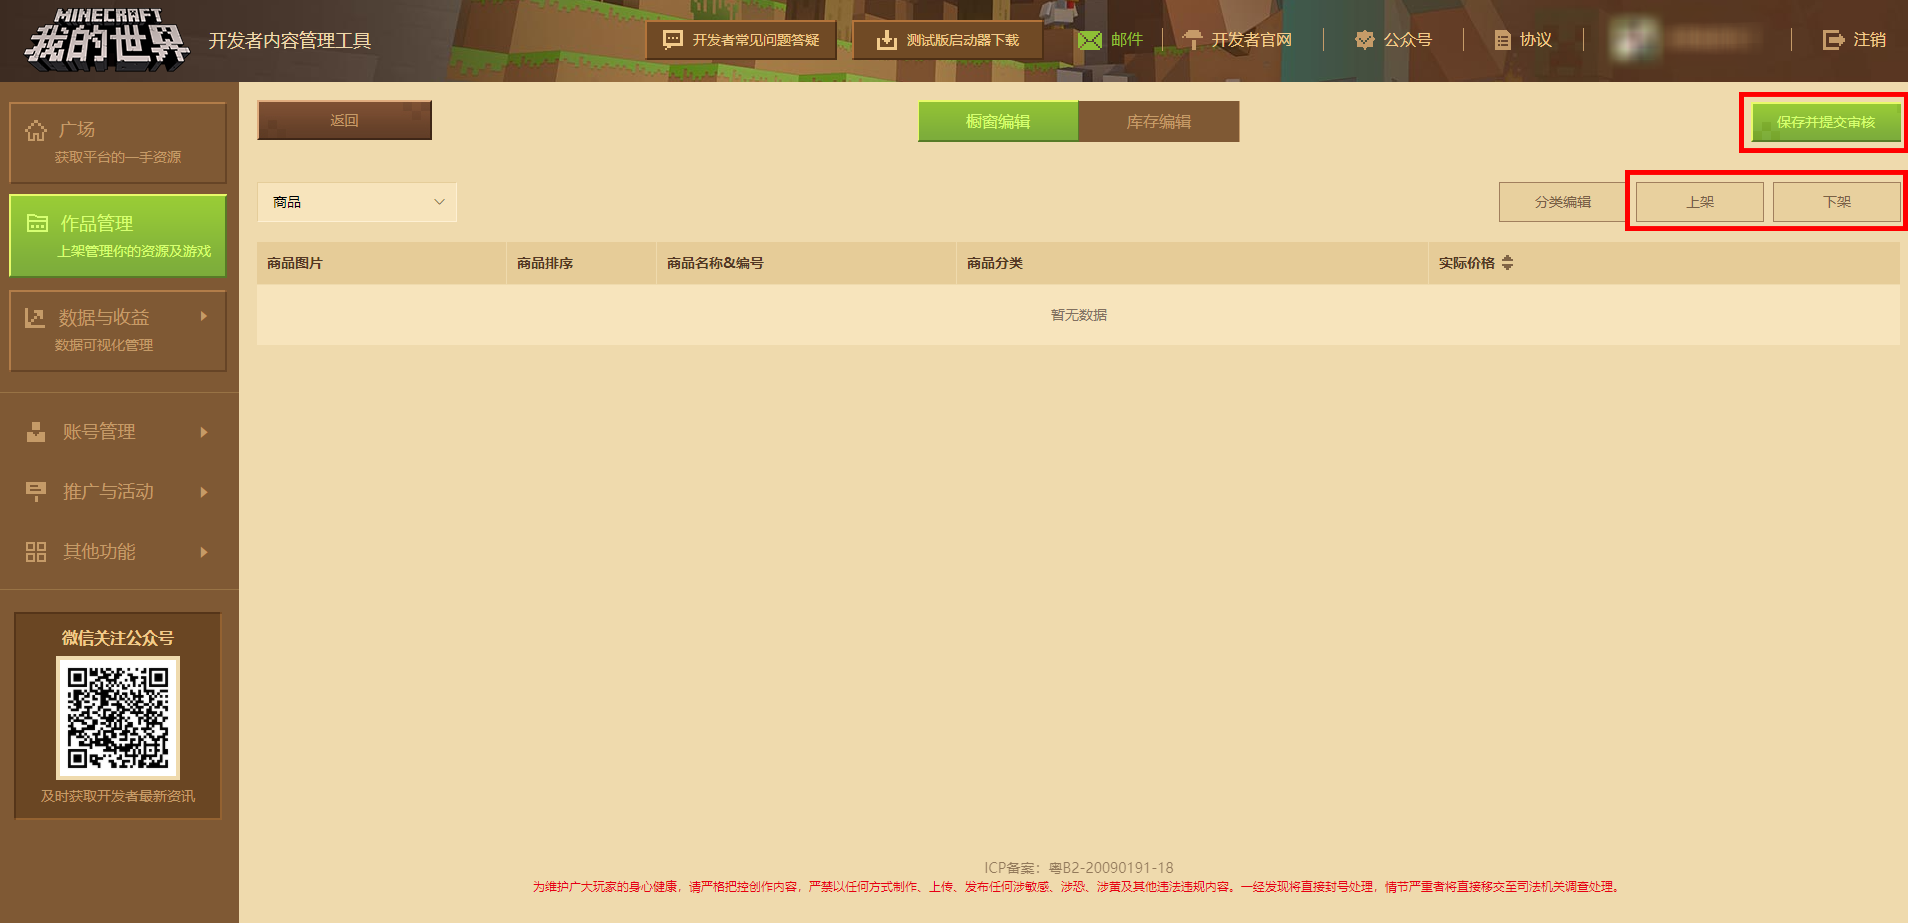 MINECRAFT
我的世界
开发者内容管理工具
开发者常见问题答疑
测试版启动器下载
邮件
开发者官网
公众号
协议
注销
广场
获取平台的一手资源
作品管理
上架管理你的资源及游戏
数据与收益
数据可视化管理
账号管理
推广与活动
其他功能
微信关注公众号
及时获取开发者最新资讯
返回
橱窗编辑
库存编辑
保存并提交审核
商品
分类编辑
上架
下架
商品图片
商品排序
商品名称&编号
商品分类
实际价格
暂无数据
ICP备案：粤B2-20090191-18
为维护广大玩家的身心健康，请严格把控创作内容，严禁以任何方式制作、上传、发布任何涉敏感、涉恐、涉黄及其他违法违规内容。一经发现将直接封号处理，情节严重者将直接移交至司法机关调查处理。